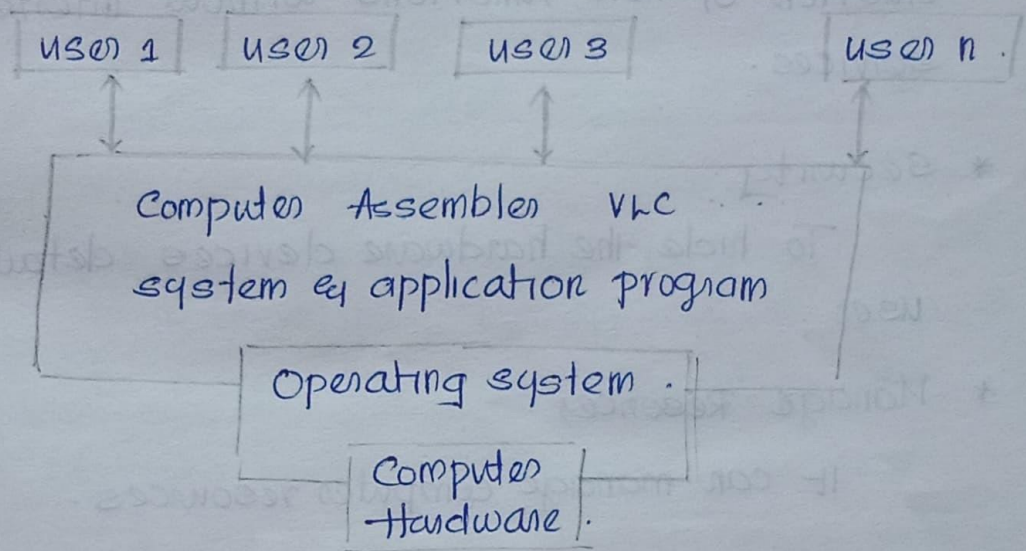 user 1 user 2 user 3 user n.
Computer Assembler VLC ...
system & application program
Operating system.
Computer
Hardware.